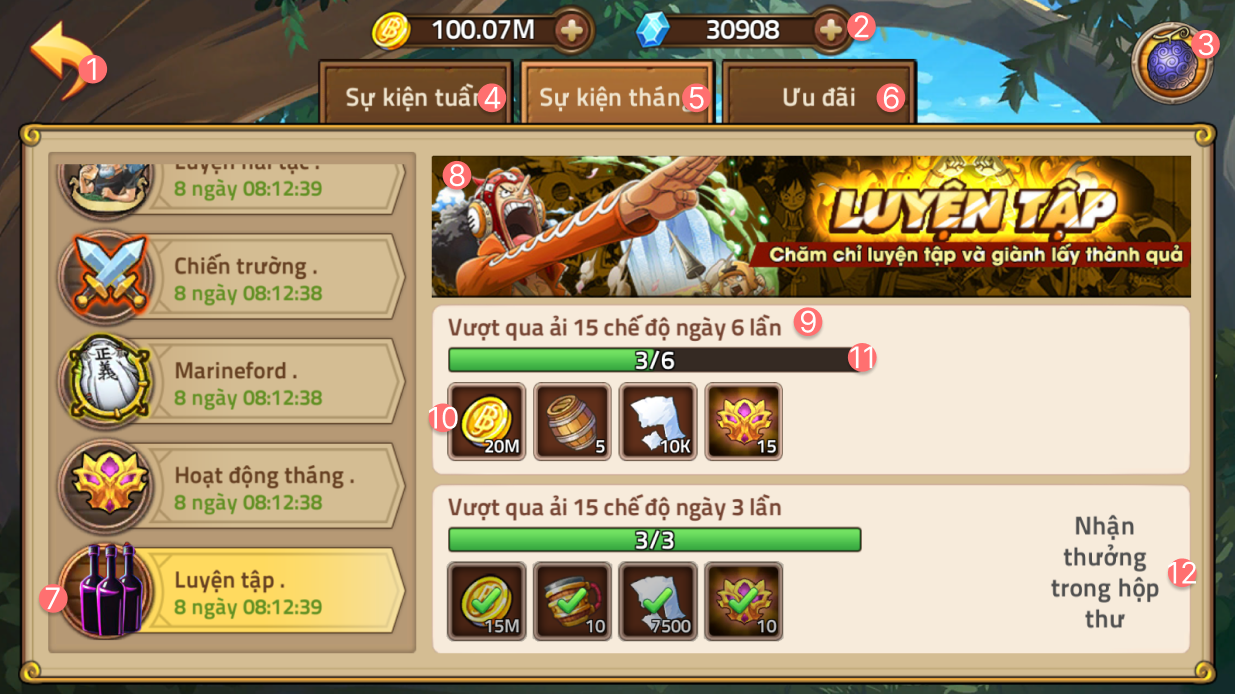 100.07M
30908
2
1
3
Sự kiện tuần 4
Sự kiện tháng 5
Ưu đãi 6
Luyện hải tặc .
8 ngày 08:12:39
Chiến trường .
8 ngày 08:12:38
正義
Marineford .
8 ngày 08:12:38
Hoạt động tháng .
8 ngày 08:12:38
7
Luyện tập .
8 ngày 08:12:39
8
LUYỆN TẬP
Chăm chỉ luyện tập và giành lấy thành quả
Vượt qua ải 15 chế độ ngày 6 lần 9
3/6 11
10
20M 5 10K 15
Vượt qua ải 15 chế độ ngày 3 lần
3/3
15M 10 7500 10
Nhận
thưởng
trong hộp
thư
12